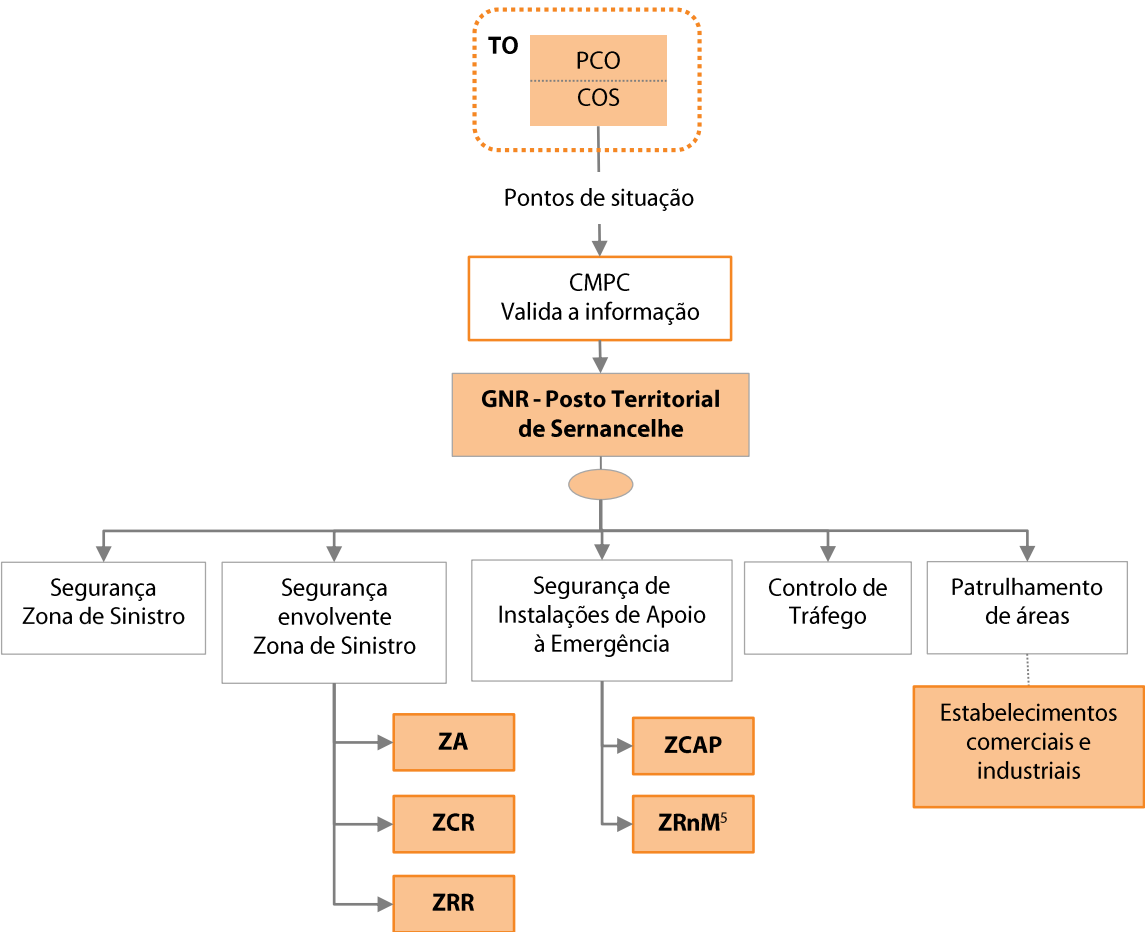 TO
PCO
COS
Pontos de situação
CMPC
Valida a informação
GNR - Posto Territorial
de Sernancelhe
Segurança
Zona de Sinistro
Segurança
envolvente
Zona de Sinistro
Segurança de
Instalações de Apoio
à Emergência
Controlo de
Tráfego
Patrulhamento
de áreas
ZA
ZCR
ZRR
ZCAP
ZRnM⁵
Estabelecimentos
comerciais e
industriais